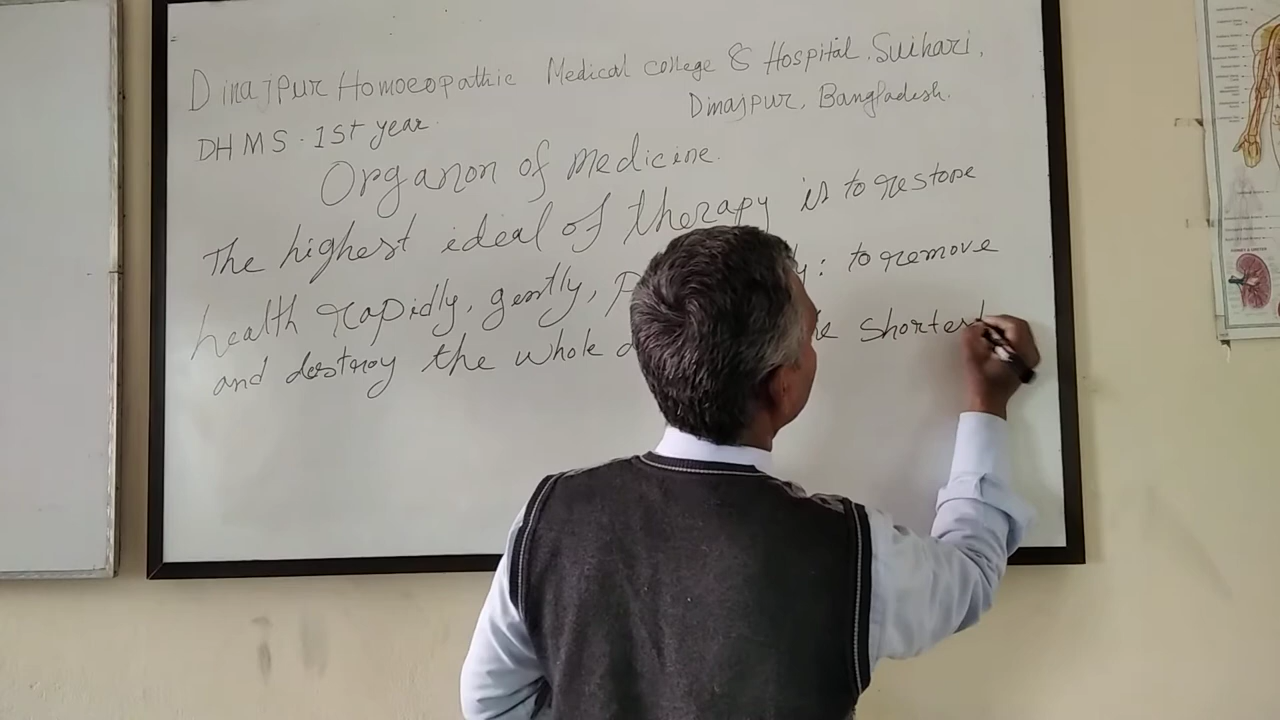 Dinajpur Homoeopathic Medical college & Hospital. Suihari,
Dinajpur, Bangladesh.
DHMS. 1st year.
Organon of medicine.
The highest ideal of therapy is to restore
health rapidly, gently, : to remove
and destroy the whole shortest